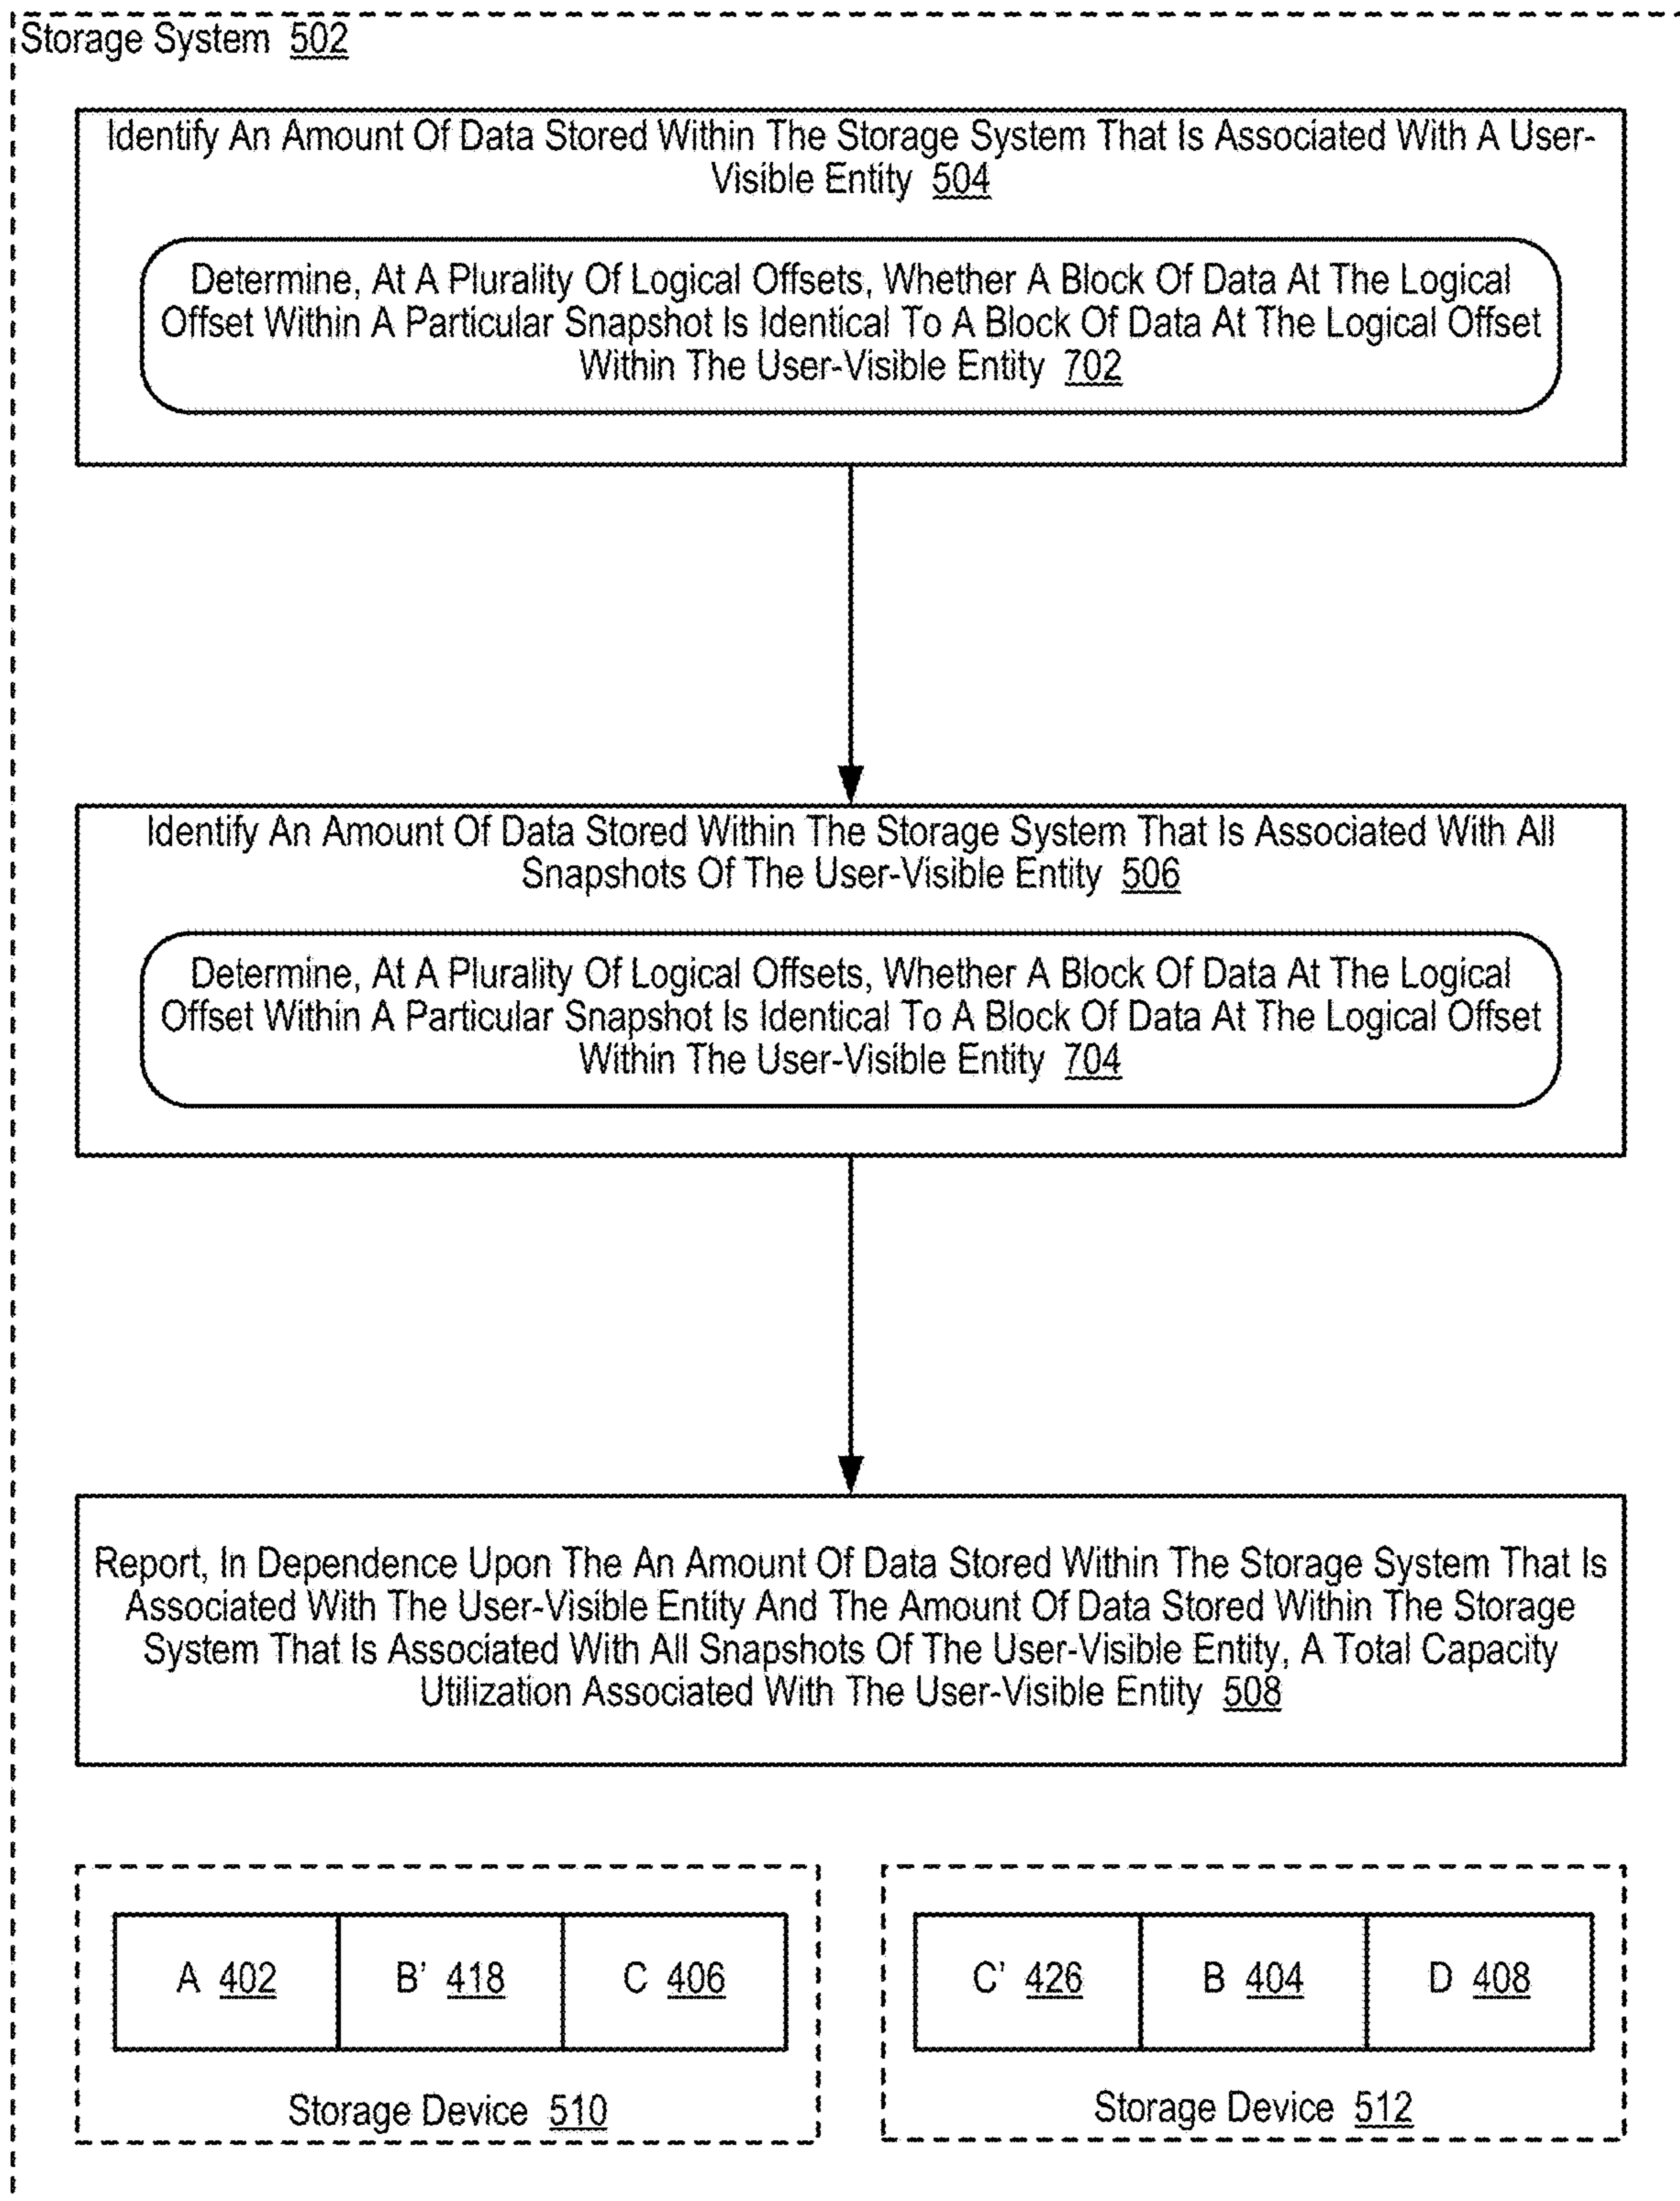 Storage System 502
Identify An Amount Of Data Stored Within The Storage System That Is Associated With A User-
Visible Entity 504
Determine, At A Plurality Of Logical Offsets, Whether A Block Of Data At The Logical
Offset Within A Particular Snapshot Is Identical To A Block Of Data At The Logical Offset
Within The User-Visible Entity 702
Identify An Amount Of Data Stored Within The Storage System That Is Associated With All
Snapshots Of The User-Visible Entity 506
Determine, At A Plurality Of Logical Offsets, Whether A Block Of Data At The Logical
Offset Within A Particular Snapshot Is Identical To A Block Of Data At The Logical Offset
Within The User-Visible Entity 704
Report, In Dependence Upon The An Amount Of Data Stored Within The Storage System That Is
Associated With The User-Visible Entity And The Amount Of Data Stored Within The Storage
System That Is Associated With All Snapshots Of The User-Visible Entity, A Total Capacity
Utilization Associated With The User-Visible Entity 508
A 402
B' 418
C 406
Storage Device 510
C' 426
B 404
D 408
Storage Device 512